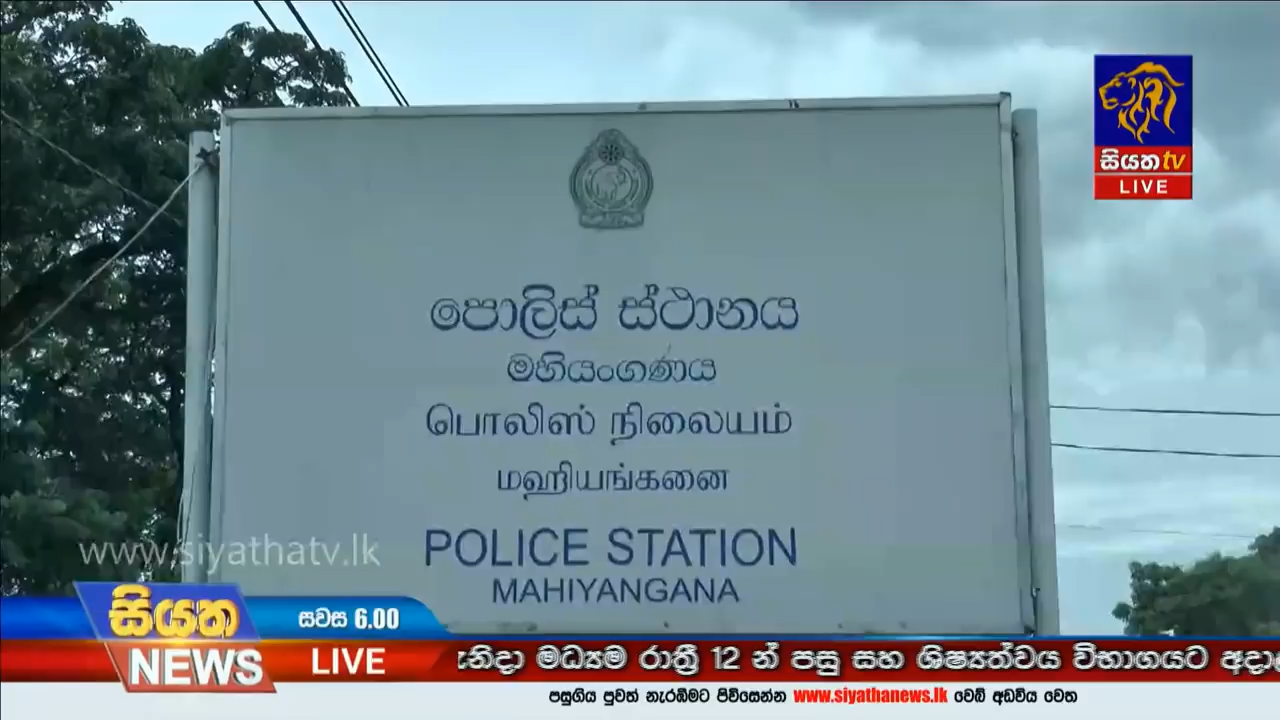 සියත tv
LIVE
පොලිස් ස්ථානය
මහියංගණය
பொலிஸ் நிலையம்
மஹியங்கனை
POLICE STATION
MAHIYANGANA
www.siyathatv.lk
සියත
NEWS
සවස 6.00
LIVE
මධ්‍යම රාත්‍රී 12 න් පසු සහ ශිෂ්‍යත්වය විභාගයට
පසුගිය පුවත් නැරඹීමට පිවිසෙන්න www.siyathanews.lk වෙබ් අඩවිය වෙත